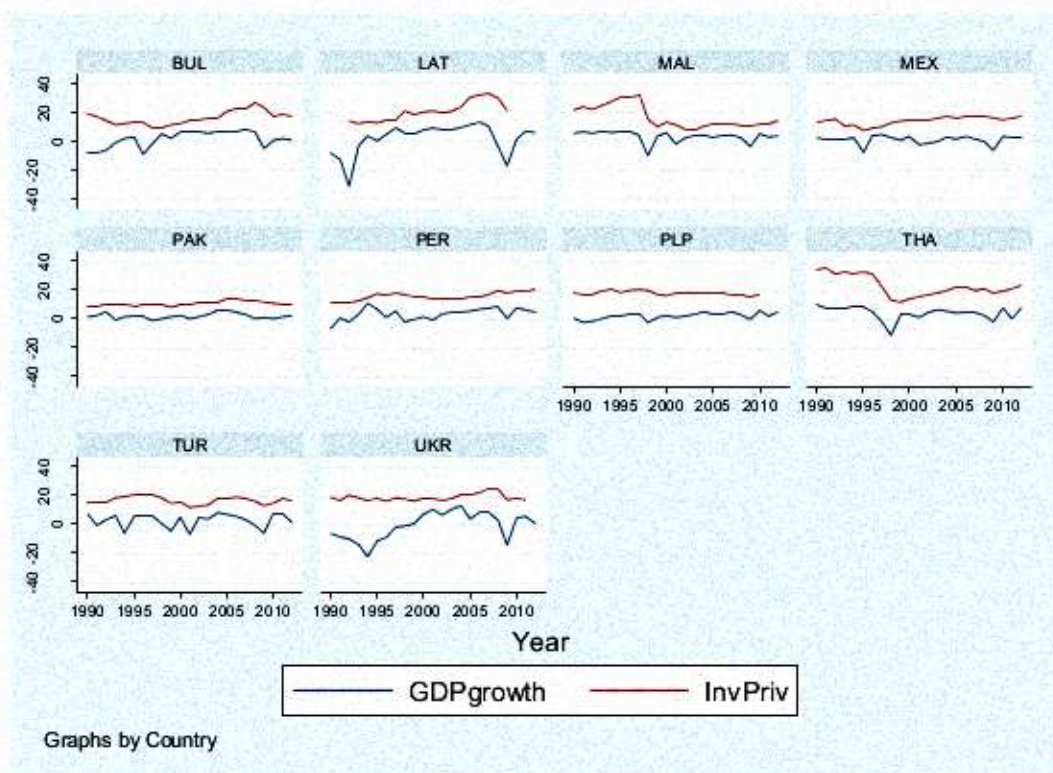 BUL LAT MAL MEX
40
20
0
-20
-40
PAK PER PLP THA
40
20
0
-20
-40
1990 1995 2000 2005 2010 1990 1995 2000 2005 2010
TUR UKR
40
20
0
-20
-40
1990 1995 2000 2005 2010 1990 1995 2000 2005 2010
Year
GDPgrowth InvPriv
Graphs by Country